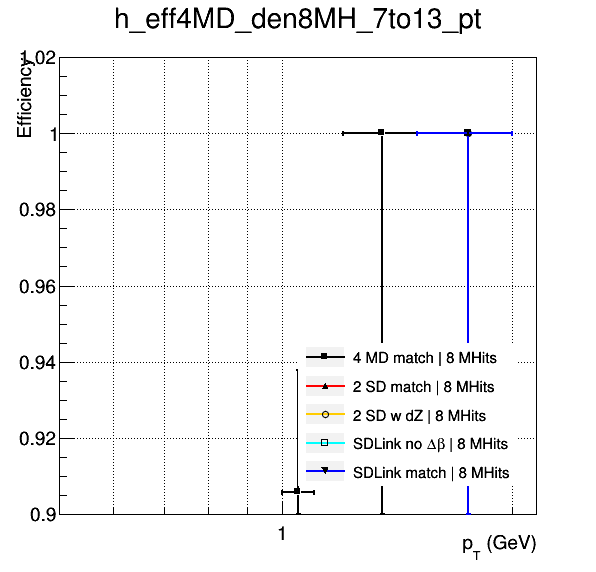 h_eff4MD_den8MH_7to13_pt
Efficiency
1.02
1
0.98
0.96
0.94
0.92
0.9
4 MD match | 8 MHits
2 SD match | 8 MHits
2 SD w dZ | 8 MHits
SDLink no Δβ | 8 MHits
SDLink match | 8 MHits
1
p_T (GeV)